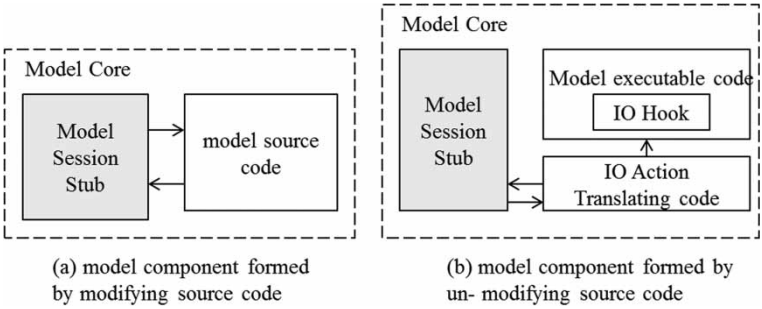 Model Core
Model
Session
Stub
model source
code
(a) model component formed
by modifying source code
Model Core
Model
Session
Stub
Model executable code
IO Hook
IO Action
Translating code
(b) model component formed by
un- modifying source code